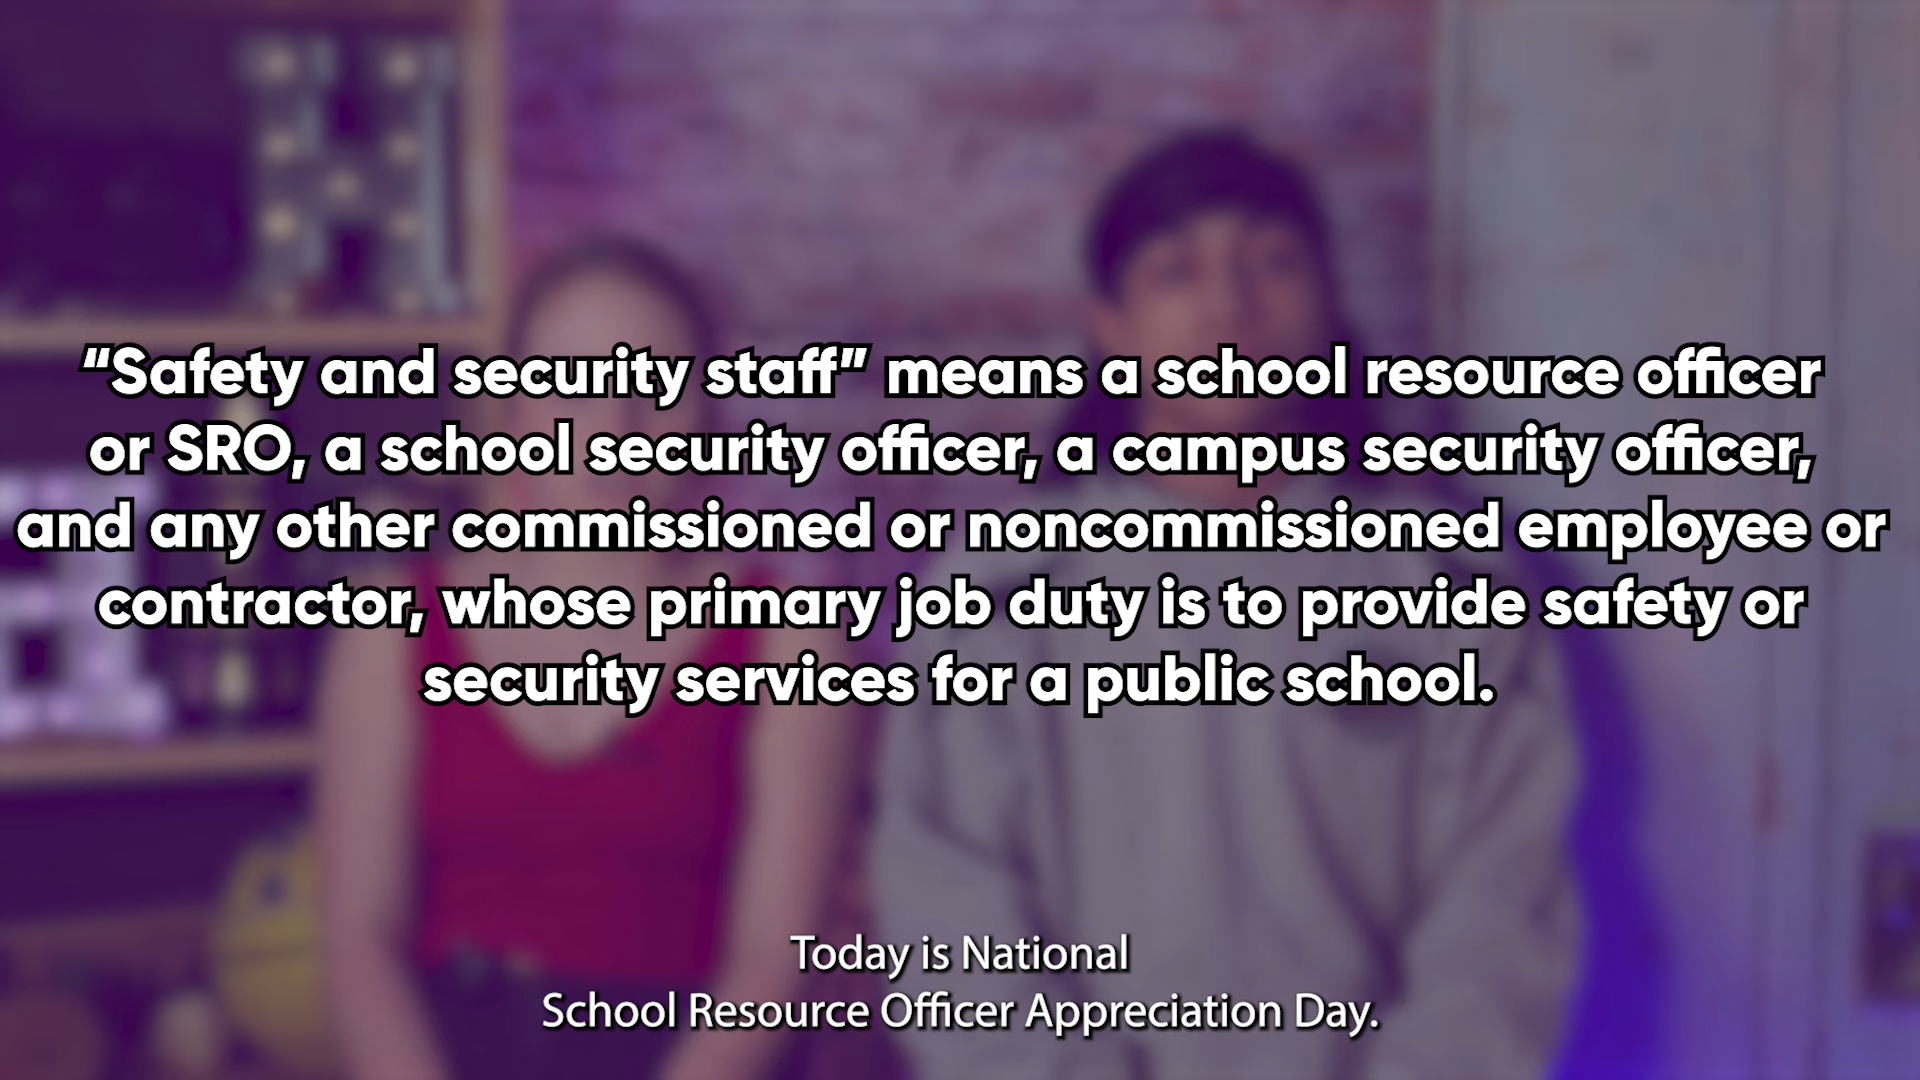 “Safety and security staff” means a school resource officer
or SRO, a school security officer, a campus security officer,
and any other commissioned or noncommissioned employee or
contractor, whose primary job duty is to provide safety or
security services for a public school.
Today is National
School Resource Officer Appreciation Day.